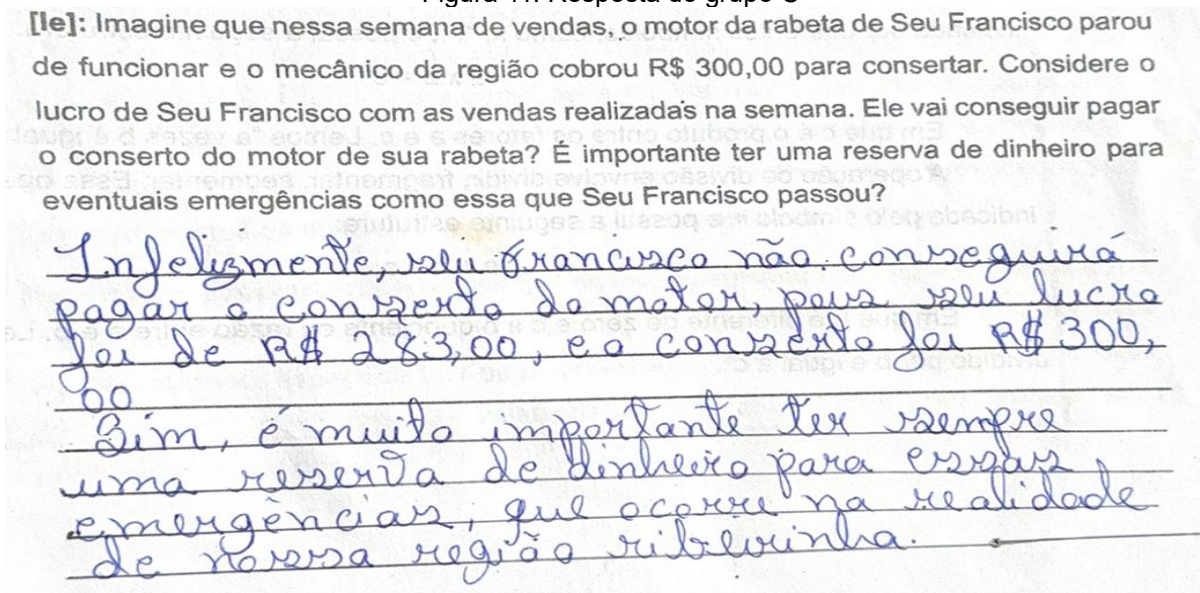 [Ie]: Imagine que nessa semana de vendas, o motor da rabeta de Seu Francisco parou
de funcionar e o mecânico da região cobrou R$ 300,00 para consertar. Considere o
lucro de Seu Francisco com as vendas realizadas na semana. Ele vai conseguir pagar
o conserto do motor de sua rabeta? É importante ter uma reserva de dinheiro para
eventuais emergências como essa que Seu Francisco passou?
Infelizmente, seu Francisco não conseguirá
pagar o conserto do motor, pois seu lucro
foi de R$ 283,00, e o conserto foi R$ 300,
00
Sim, é muito importante ter sempre
uma reserva de dinheiro para essas
emergências, que ocorre na realidade
de nossa região ribeirinha.